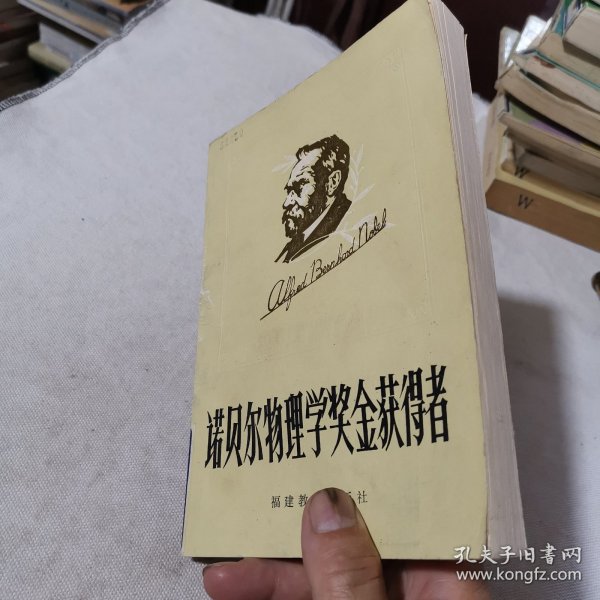 Alfred Bernhard Nobel
诺贝尔物理学奖金获得者
福建教 社
W
W
孔夫子旧书网
www.kongfz.com